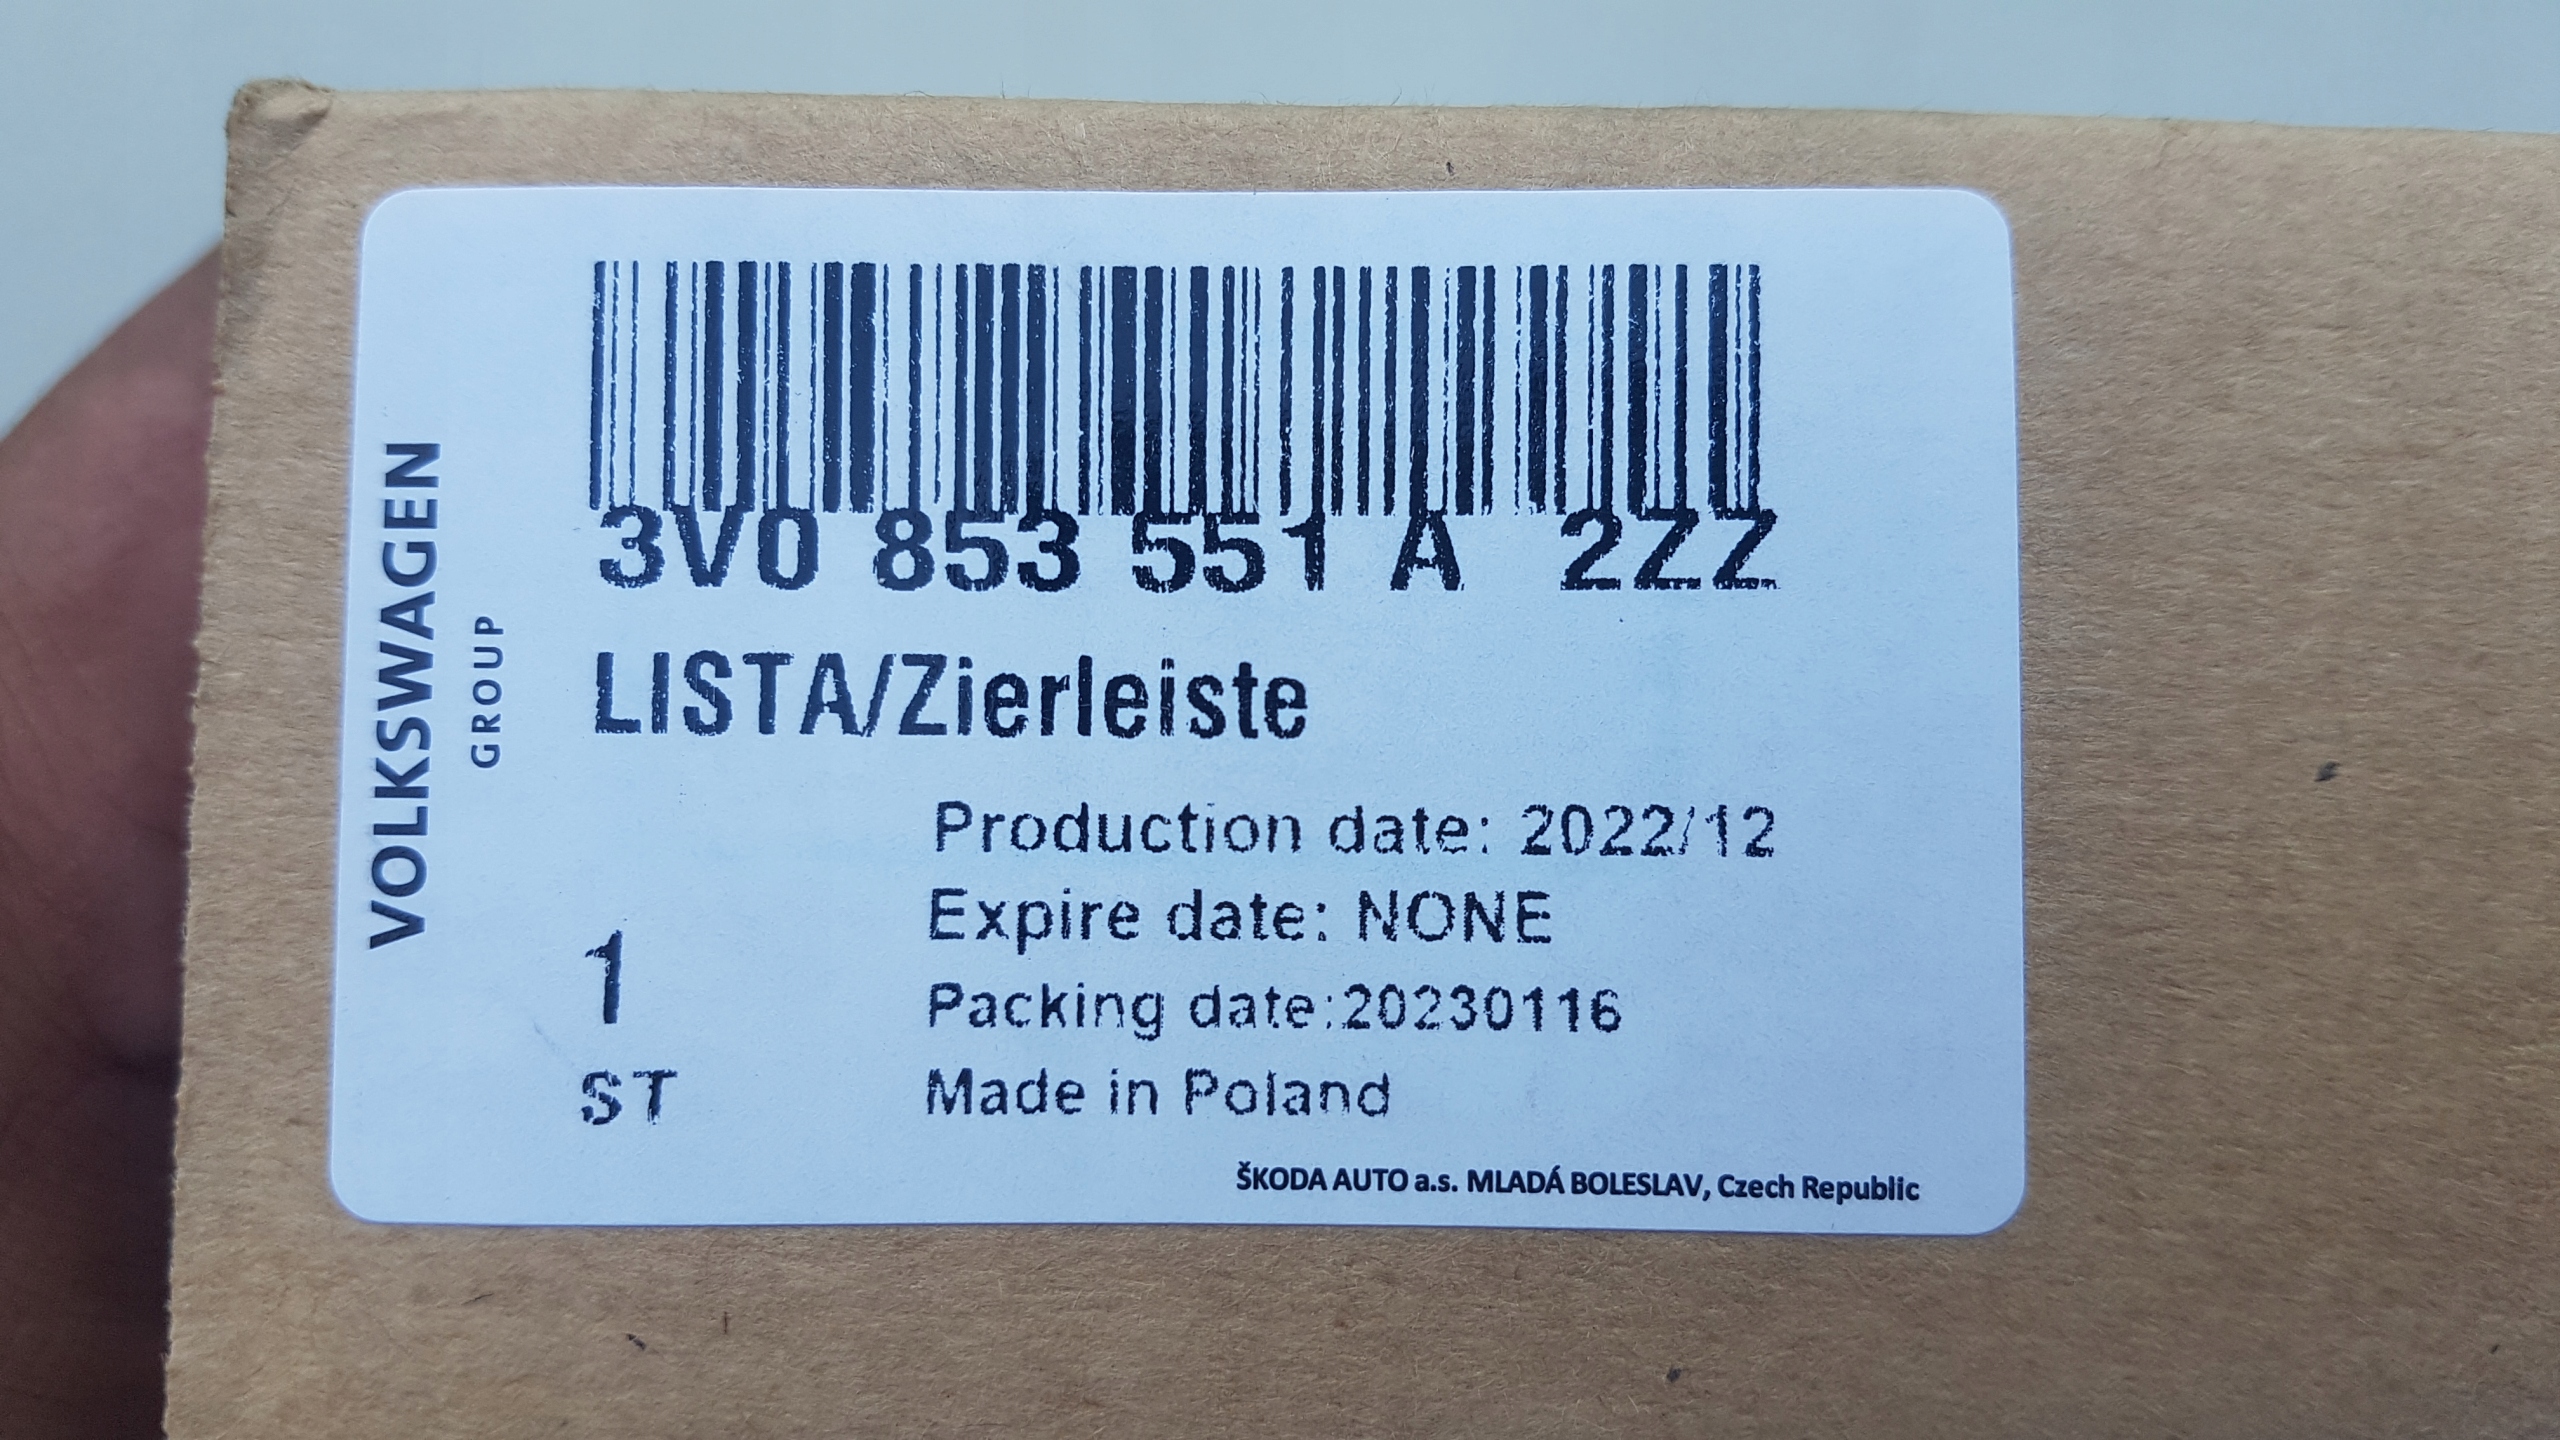 VOLKSWAGEN
GROUP
3V0 853 551 A 2ZZ
LISTA/Zierleiste
Production date: 2022/12
Expire date: NONE
Packing date:20230116
Made in Poland
1
ST
ŠKODA AUTO a.s. MLADÁ BOLESLAV, Czech Republic